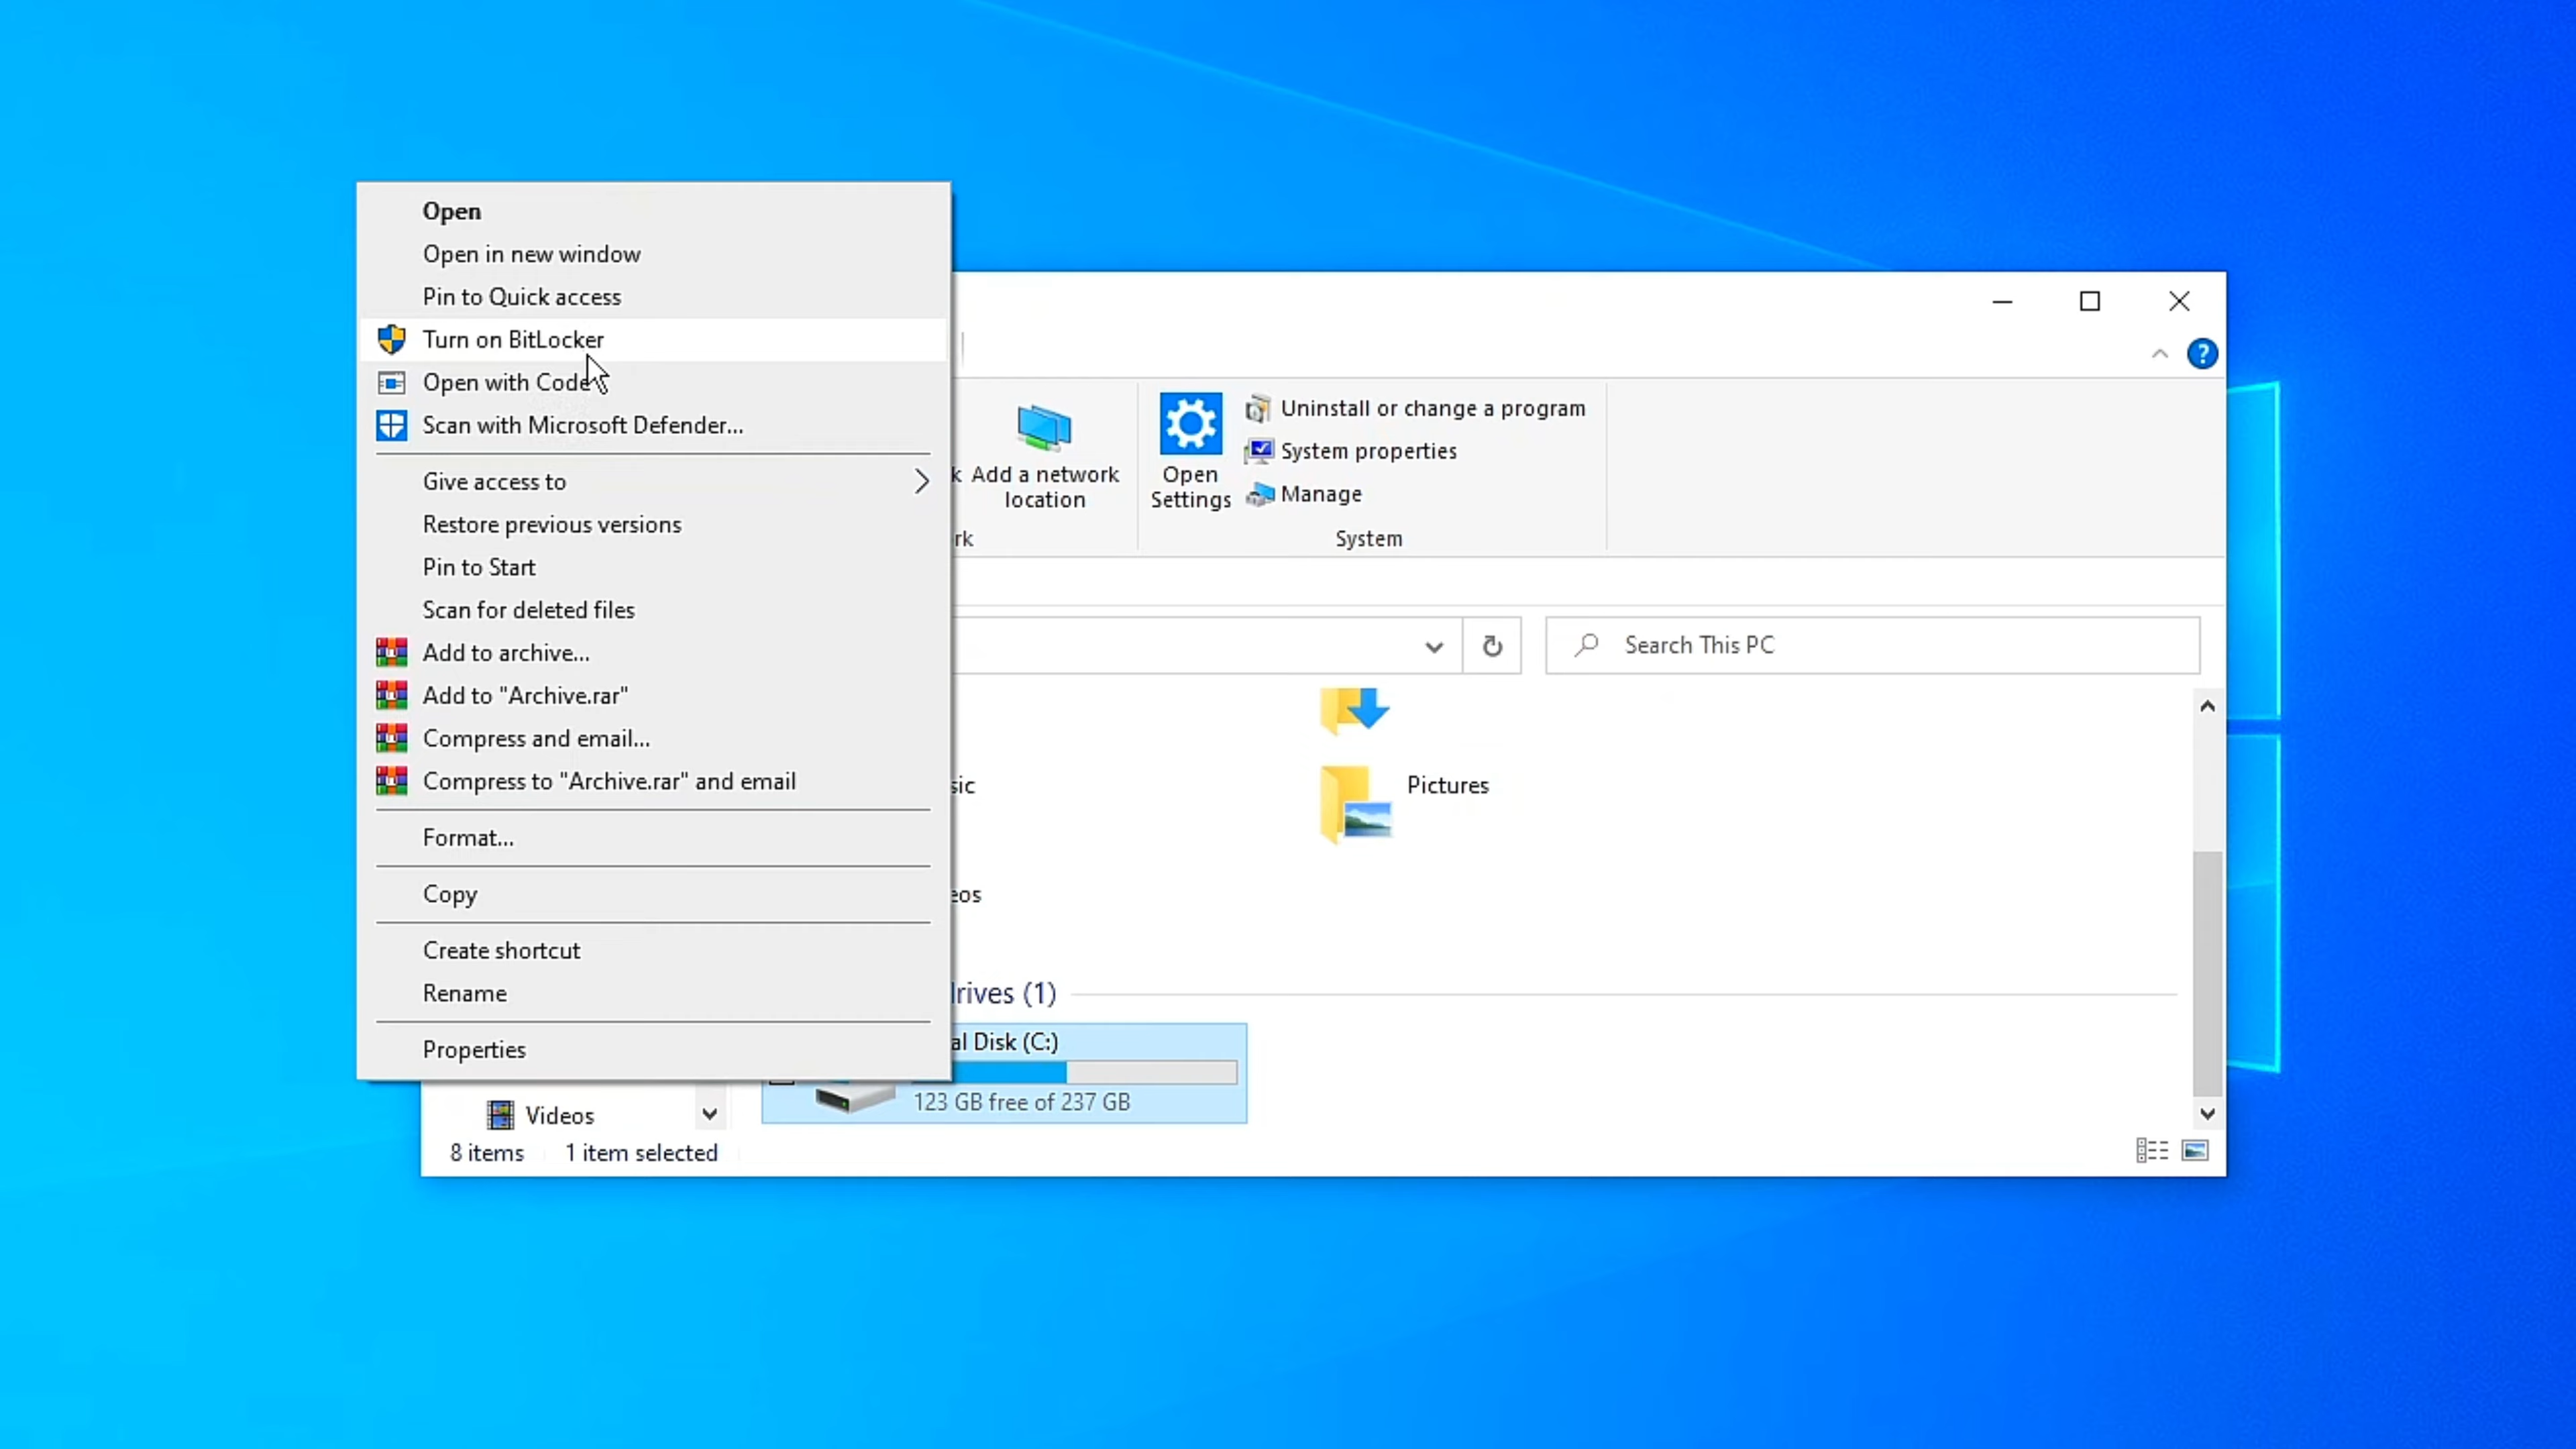 Open
Open in new window
Pin to Quick access
Turn on BitLocker
Open with Code
Scan with Microsoft Defender...
Give access to
Restore previous versions
Pin to Start
Scan for deleted files
Add to archive...
Add to "Archive.rar"
Compress and email...
Compress to "Archive.rar" and email
Format...
Copy
Create shortcut
Rename
Properties
?
k
Add a network
location
rk
Open
Settings
Uninstall or change a program
System properties
Manage
System
Search This PC
sic
Pictures
eos
rives (1)
al Disk (C:)
123 GB free of 237 GB
Videos
8 items
1 item selected